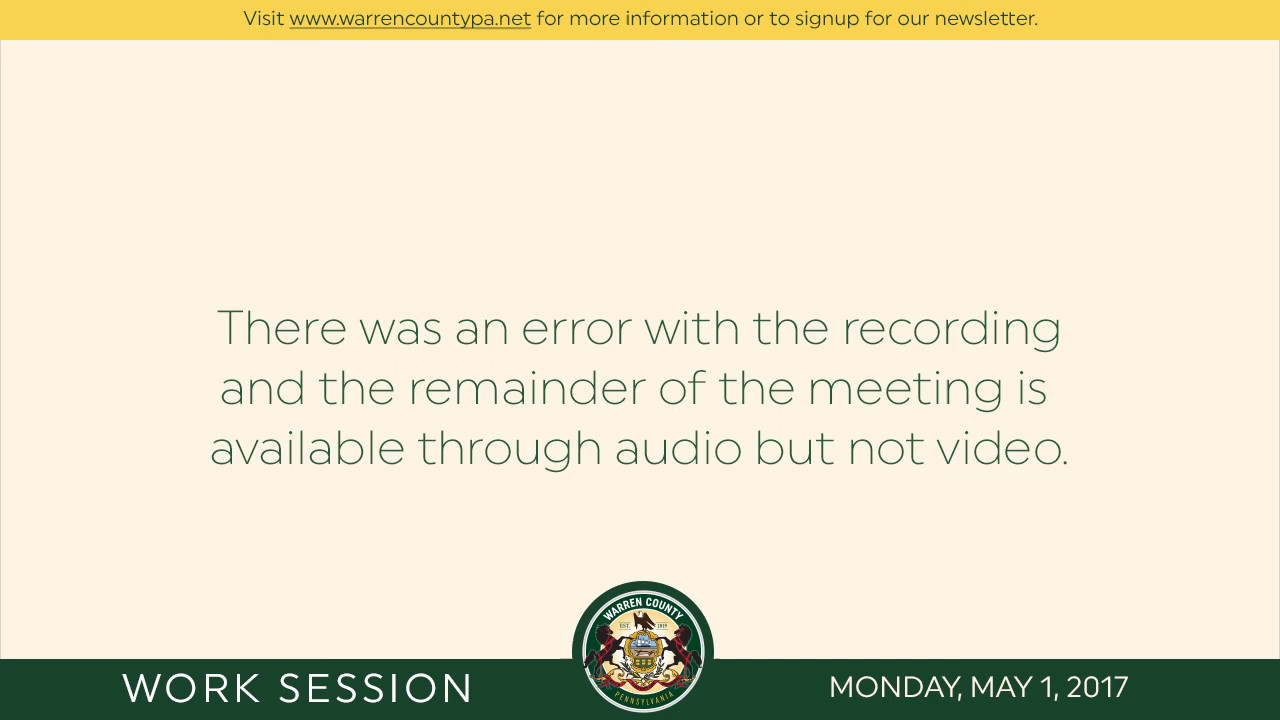 Visit www.warrencountypa.net for more information or to signup for our newsletter.
There was an error with the recording
and the remainder of the meeting is
available through audio but not video.
WARREN COUNTY
EST. 1819
PENNSYLVANIA
WORK SESSION
MONDAY, MAY 1, 2017